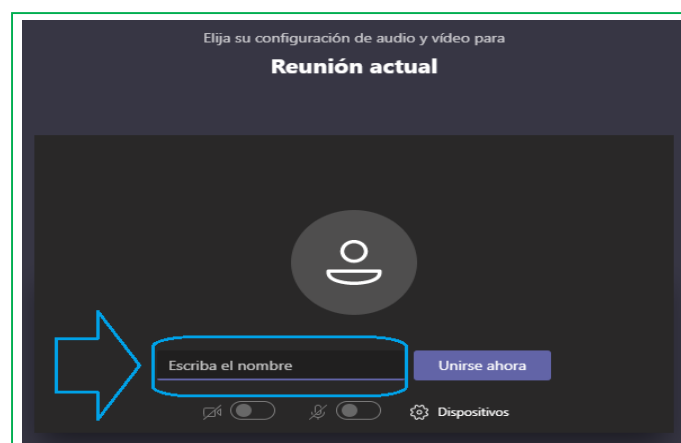 Elija su configuración de audio y vídeo para
Reunión actual
Escriba el nombre
Unirse ahora
Dispositivos